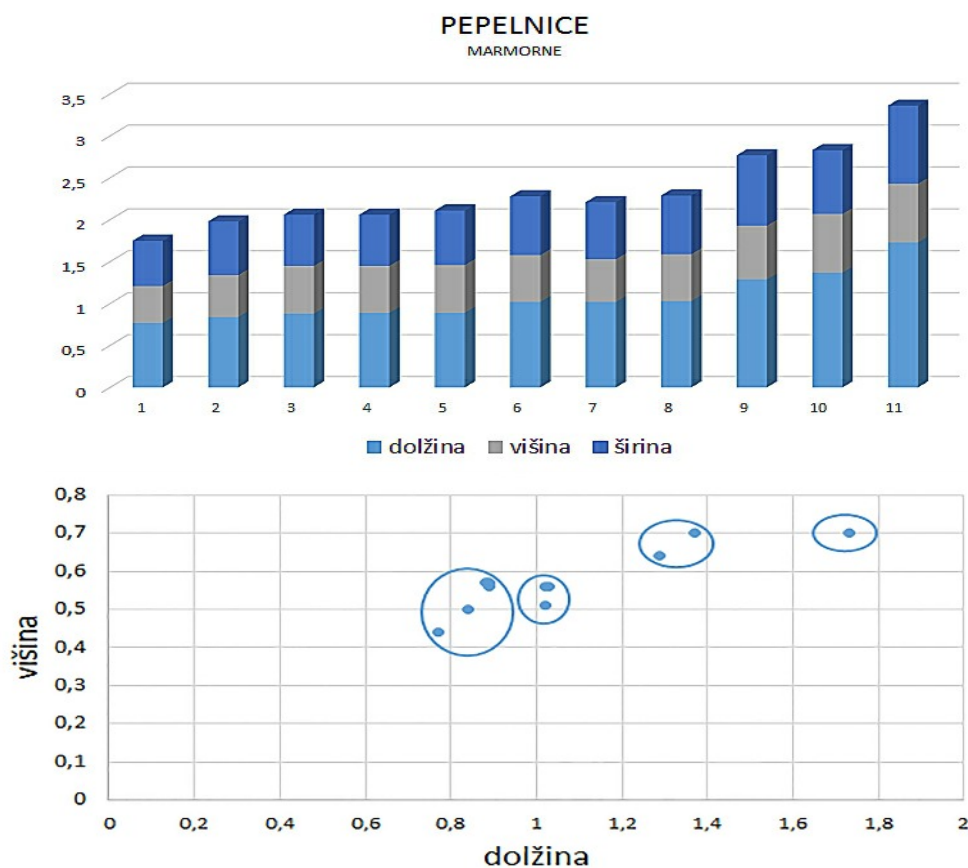 PEPELNICE
MARMORNE
3,5
3
2,5
2
1,5
1
0,5
0
1 2 3 4 5 6 7 8 9 10 11
dolžina višina širina
0,8
0,7
0,6
0,5
0,4
0,3
0,2
0,1
0
višina
0 0,2 0,4 0,6 0,8 1 1,2 1,4 1,6 1,8 2
dolžina